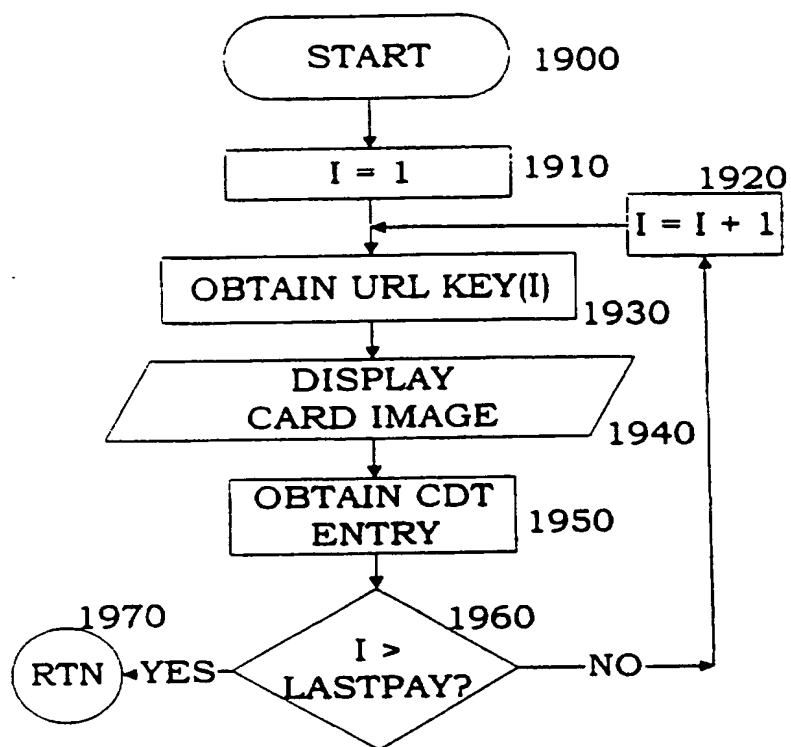 START
1900
I = 1
1910
1920
I = I + 1
OBTAIN URL KEY(I)
1930
DISPLAY
CARD IMAGE
1940
OBTAIN CDT
ENTRY
1950
1970
1960
RTN
YES
I >
LASTPAY?
NO